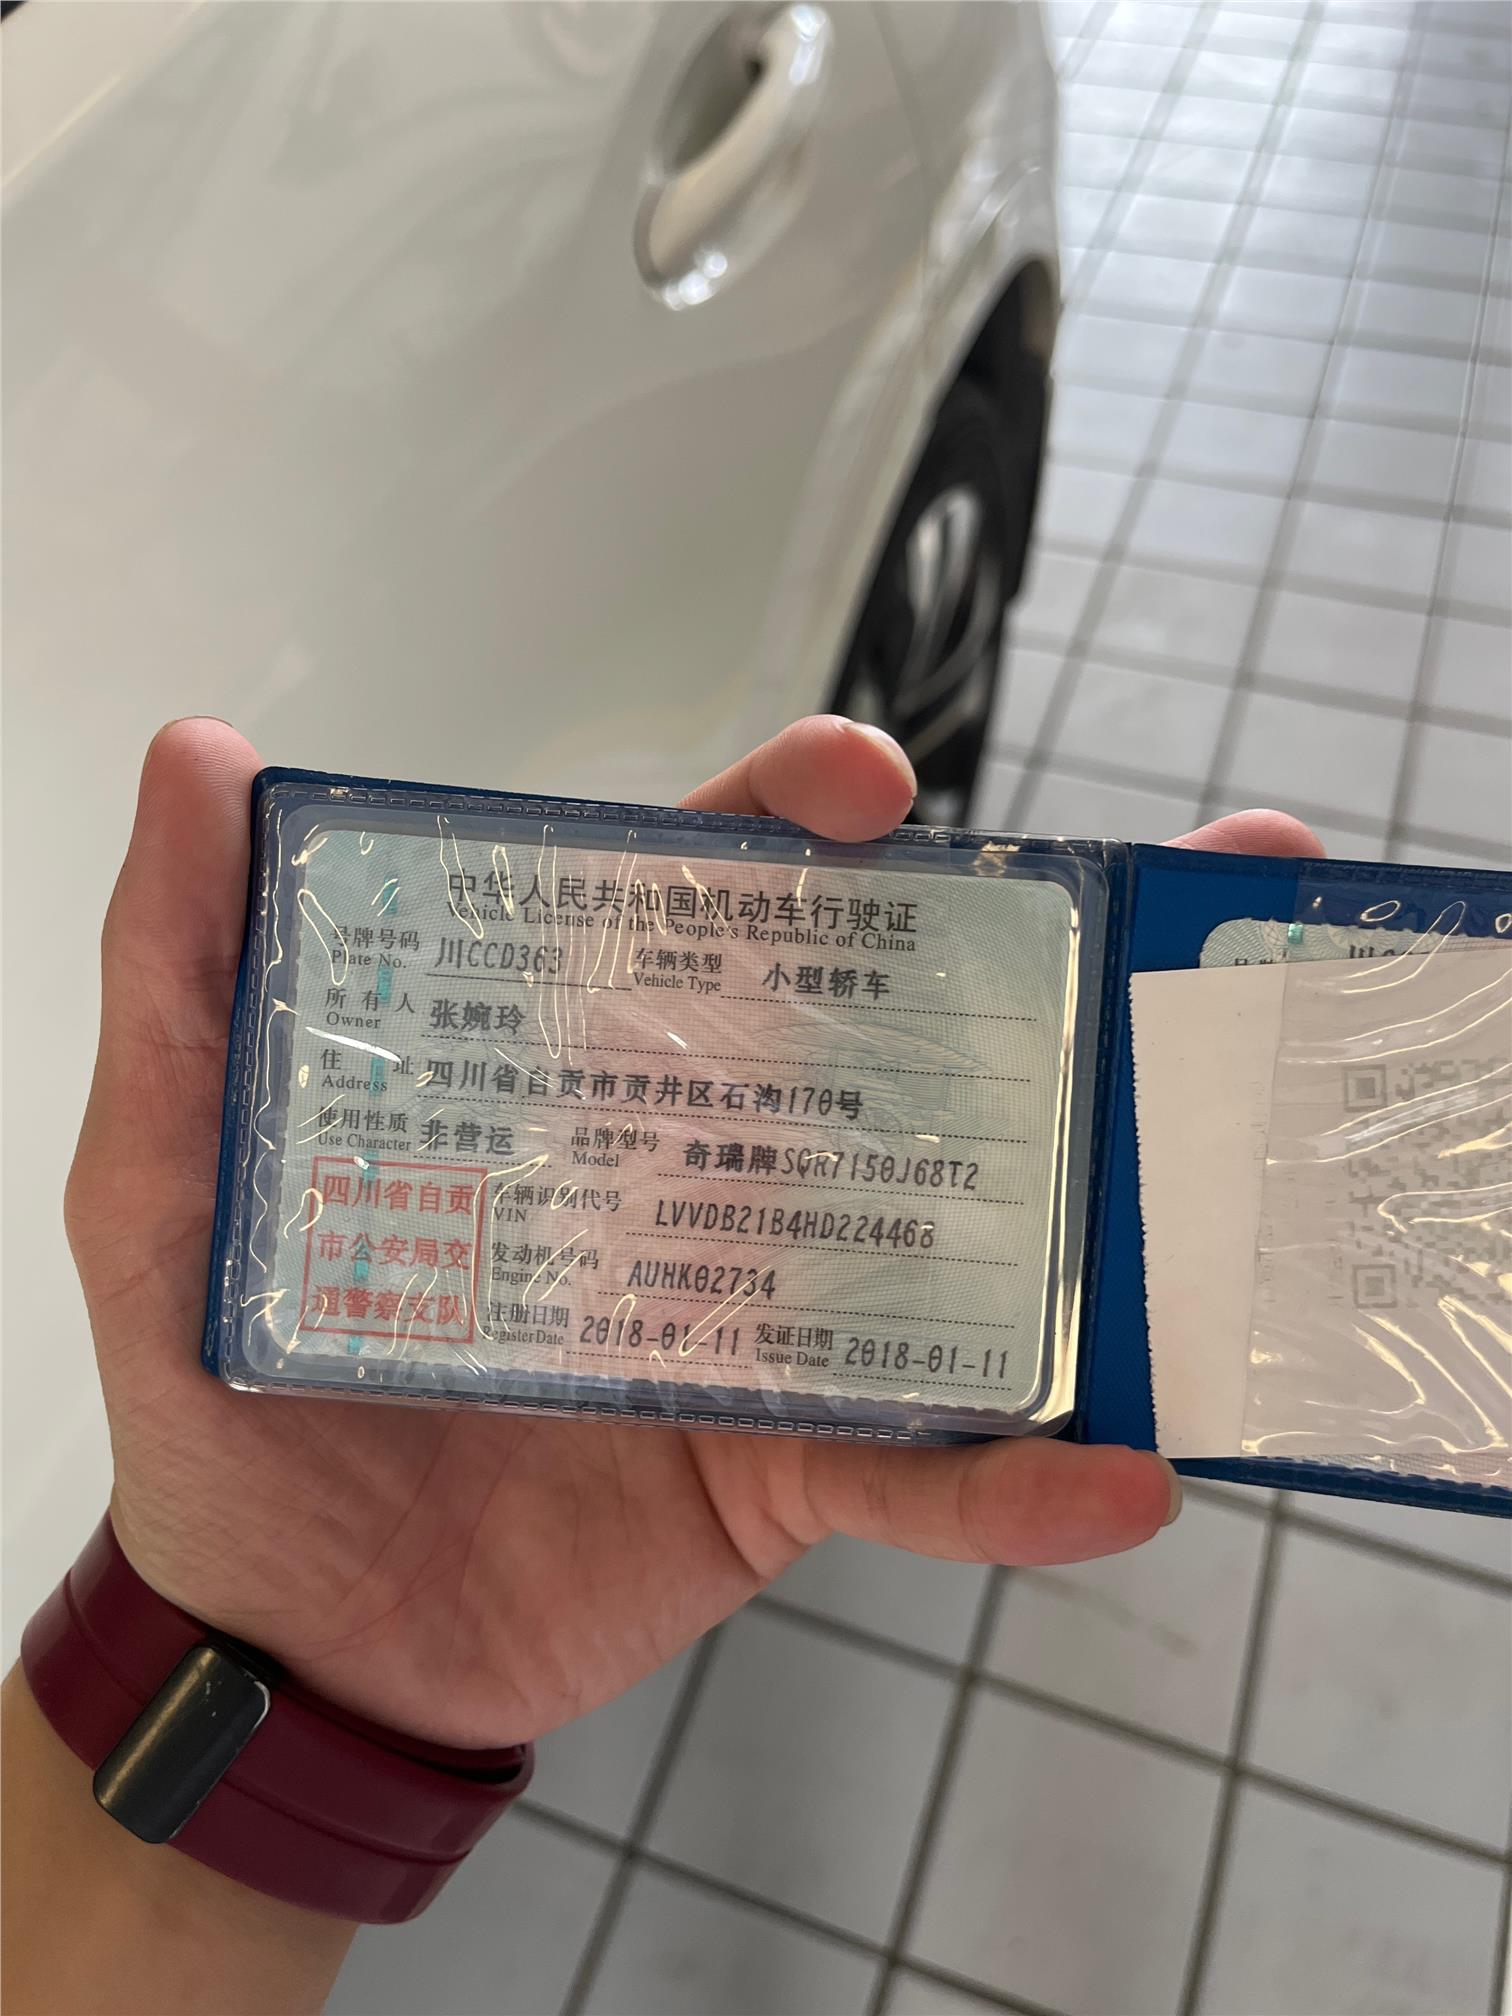 中华人民共和国机动车行驶证
Vehicle License of the People's Republic of China
号牌号码 川CCD363 车辆类型 小型轿车
Plate No. Vehicle Type
所有人 张婉玲
Owner
住址 四川省自贡市贡井区石沟170号
Address
使用性质 非营运 品牌型号 奇瑞牌SQR7150J68T2
Use Character Model
四川省自贡
市公安局交
通警察支队
车辆识别代号 LVVDB21B4HD224468
VIN
发动机号码 AUHK02734
Engine No.
注册日期 2018-01-11 发证日期 2018-01-11
Register Date Issue Date